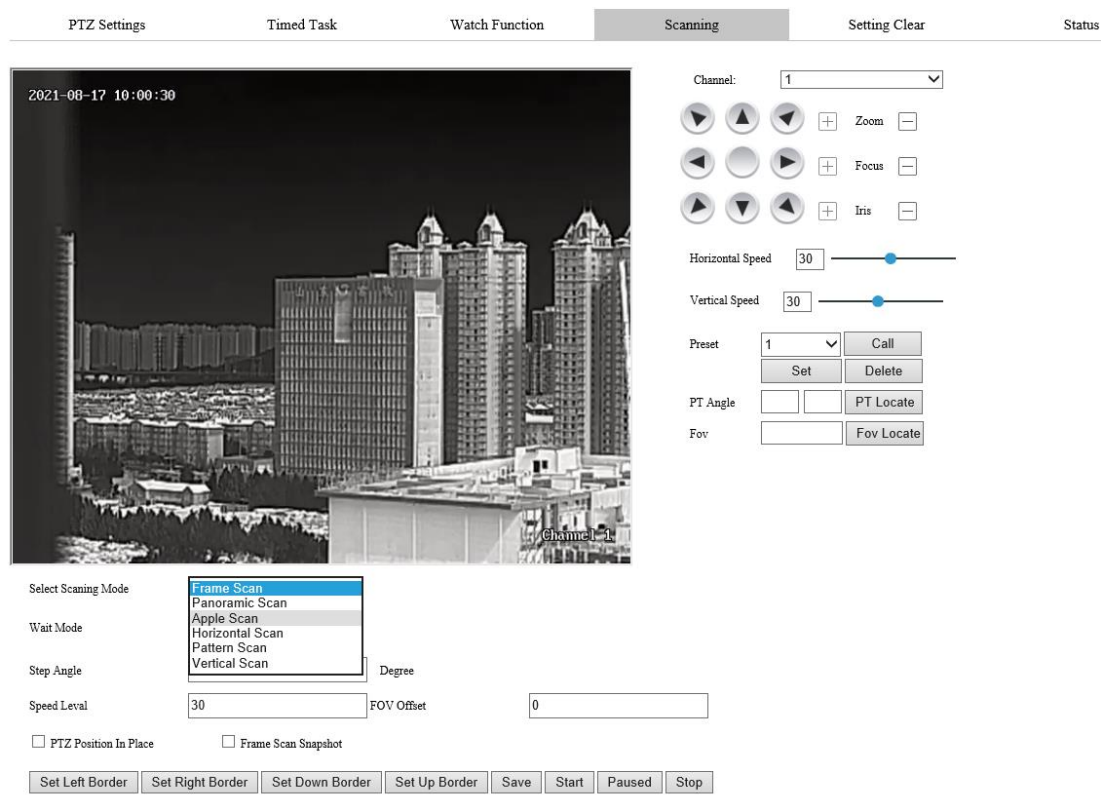 PTZ Settings Timed Task Watch Function Scanning Setting Clear Status
2021-08-17 10:00:30
Channel: 1
Zoom
Focus
Iris
Horizontal Speed 30
Vertical Speed 30
Preset 1 Call
Set Delete
PT Angle PT Locate
Fov Fov Locate
Channel 1
Select Scaning Mode Frame Scan
Panoramic Scan
Apple Scan
Wait Mode
Horizontal Scan
Pattern Scan
Vertical Scan
Step Angle Degree
Speed Leval 30 FOV Offset 0
PTZ Position In Place Frame Scan Snapshot
Set Left Border Set Right Border Set Down Border Set Up Border Save Start Paused Stop